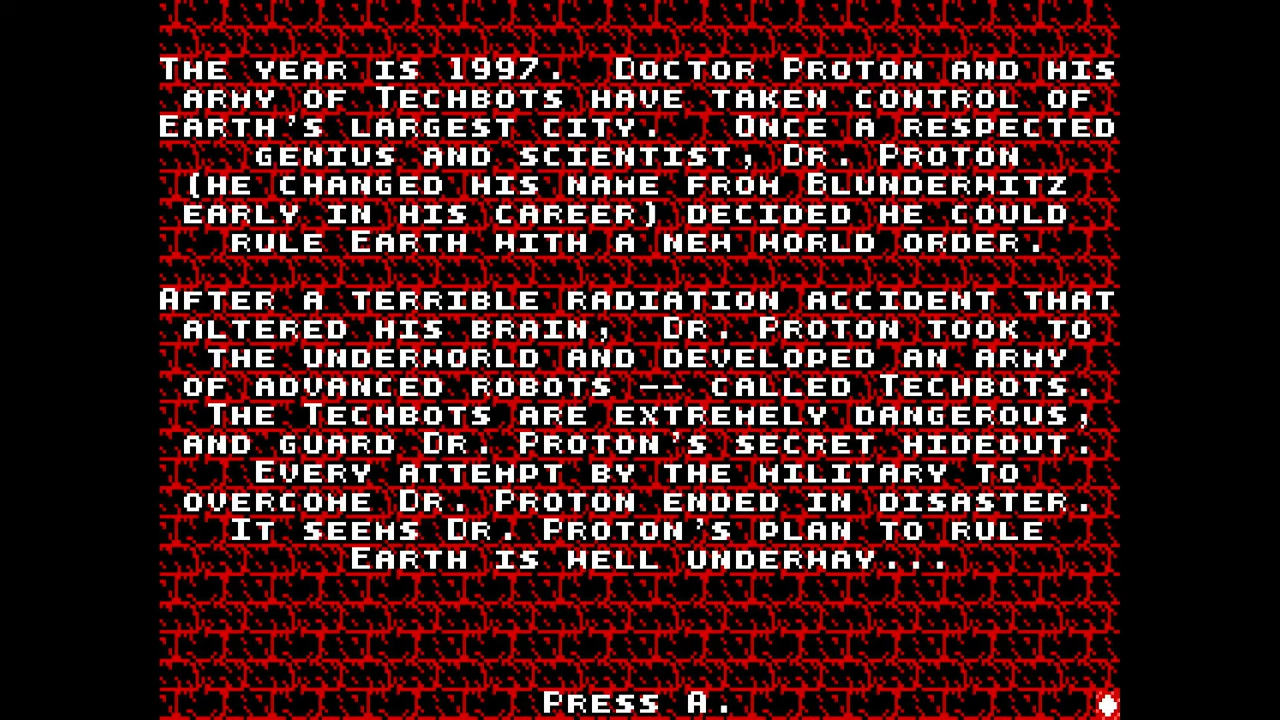 The year is 1997. Doctor Proton and his
army of Techbots have taken control of
Earth's largest city. Once a respected
genius and scientist, Dr. Proton
(he changed his name from Blunderwitz
early in his career) decided he could
rule Earth with a new world order.
After a terrible radiation accident that
altered his brain, Dr. Proton took to
the underworld and developed an army
of advanced robots -- called Techbots.
The Techbots are extremely dangerous,
and guard Dr. Proton's secret hideout.
Every attempt by the military to
overcome Dr. Proton ended in disaster.
It seems Dr. Proton's plan to rule
Earth is well underway...
Press A.